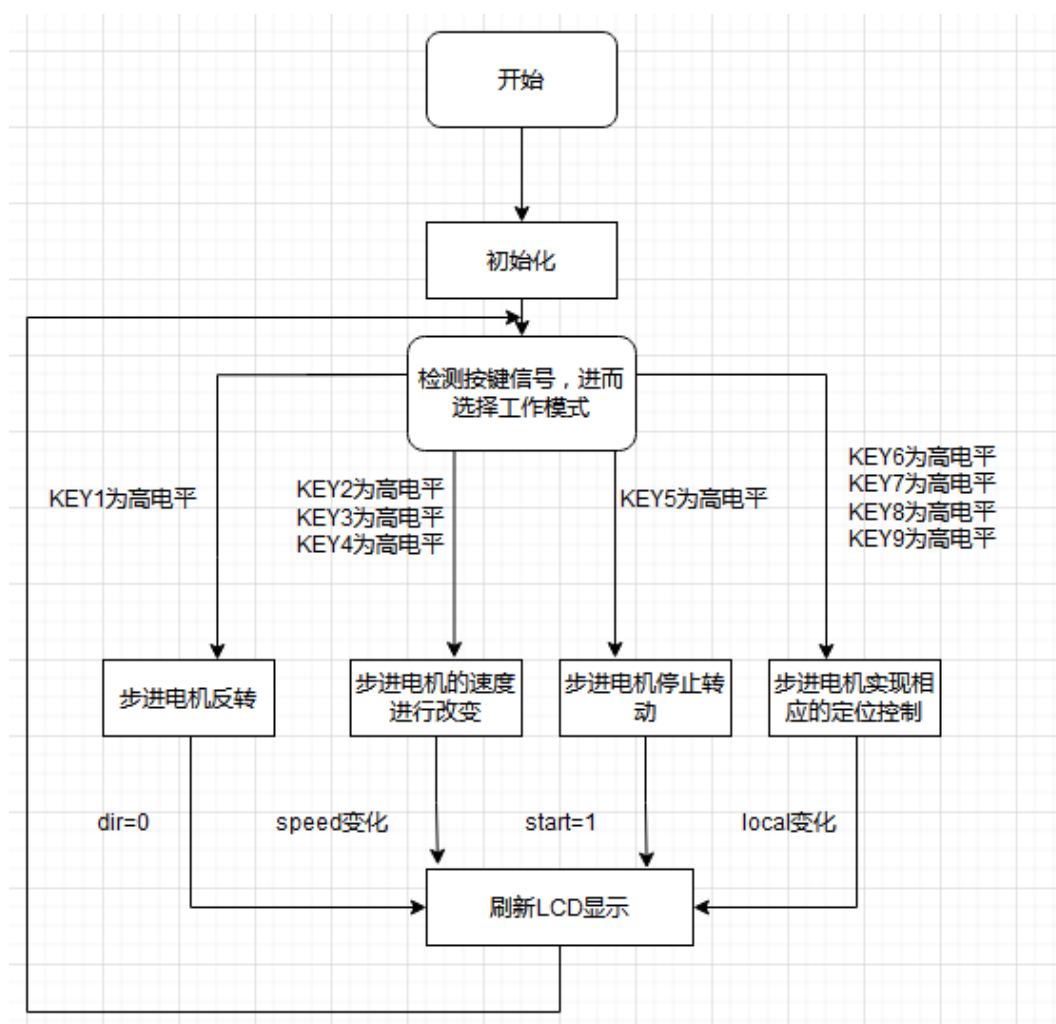 开始
初始化
检测按键信号，进而
选择工作模式
KEY1为高电平
KEY2为高电平
KEY3为高电平
KEY4为高电平
KEY5为高电平
KEY6为高电平
KEY7为高电平
KEY8为高电平
KEY9为高电平
步进电机反转
步进电机的速度
进行改变
步进电机停止转
动
步进电机实现相
应的定位控制
dir=0
speed变化
start=1
local变化
刷新LCD显示